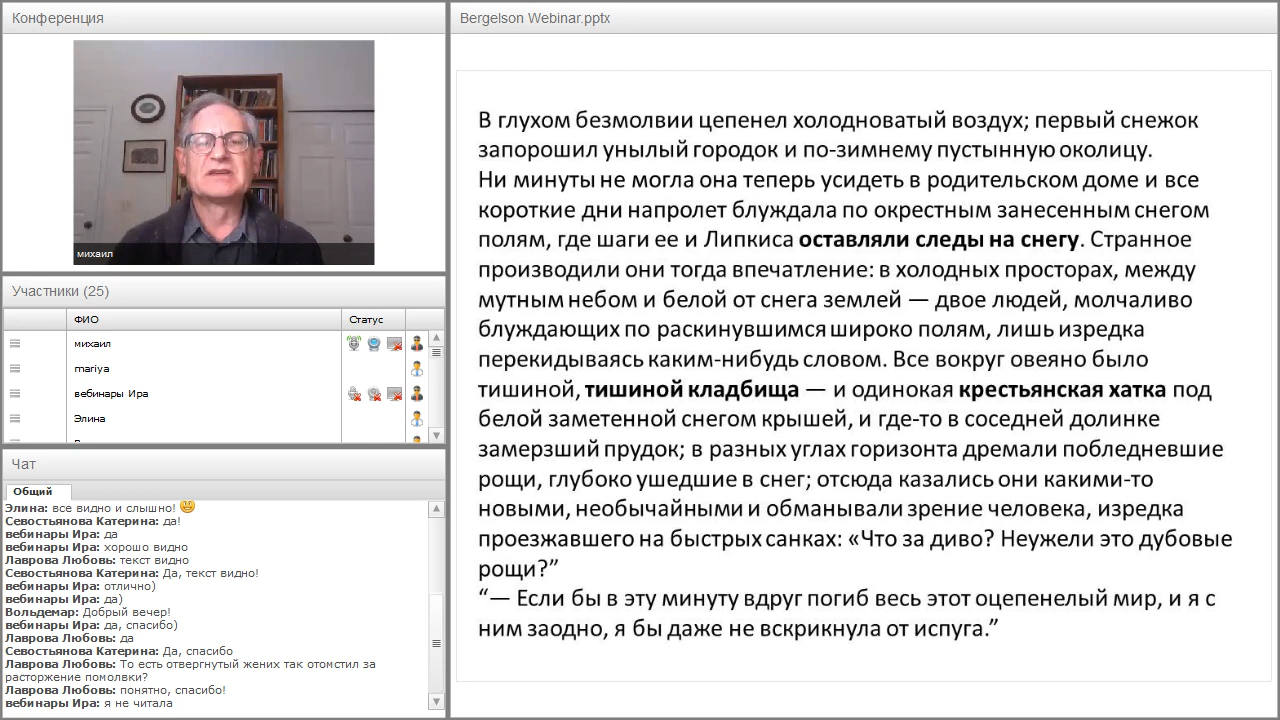 Конференция
михаил
Участники (25)
ФИО
Статус
михаил
mariya
вебинары Ира
Элина
Чат
Общий
Элина: все видно и слышно!
Севостьянова Катерина: да!
вебинары Ира: да
вебинары Ира: хорошо видно
Лаврова Любовь: текст видно
Севостьянова Катерина: Да, текст видно!
вебинары Ира: отлично)
вебинары Ира: да)
Вольдемар: Добрый вечер!
вебинары Ира: да, спасибо)
Лаврова Любовь: да
Севостьянова Катерина: Да, спасибо
Лаврова Любовь: То есть отвергнутый жених так отомстил за
расторжение помолвки?
Лаврова Любовь: понятно, спасибо!
вебинары Ира: я не читала
Bergelson Webinar.pptx
В глухом безмолвии цепенел холодноватый воздух; первый снежок
запорошил унылый городок и по-зимнему пустынную околицу.
Ни минуты не могла она теперь усидеть в родительском доме и все
короткие дни напролет блуждала по окрестным занесенным снегом
полям, где шаги ее и Липкиса оставляли следы на снегу. Странное
производили они тогда впечатление: в холодных просторах, между
мутным небом и белой от снега землей — двое людей, молчаливо
блуждающих по раскинувшимся широко полям, лишь изредка
перекидываясь каким-нибудь словом. Все вокруг овеяно было
тишиной, тишиной кладбища — и одинокая крестьянская хатка под
белой заметенной снегом крышей, и где-то в соседней долинке
замерзший прудок; в разных углах горизонта дремали побледневшие
рощи, глубоко ушедшие в снег; отсюда казались они какими-то
новыми, необычайными и обманывали зрение человека, изредка
проезжавшего на быстрых санках: «Что за диво? Неужели это дубовые
рощи?”
“— Если бы в эту минуту вдруг погиб весь этот оцепенелый мир, и я с
ним заодно, я бы даже не вскрикнула от испуга.”